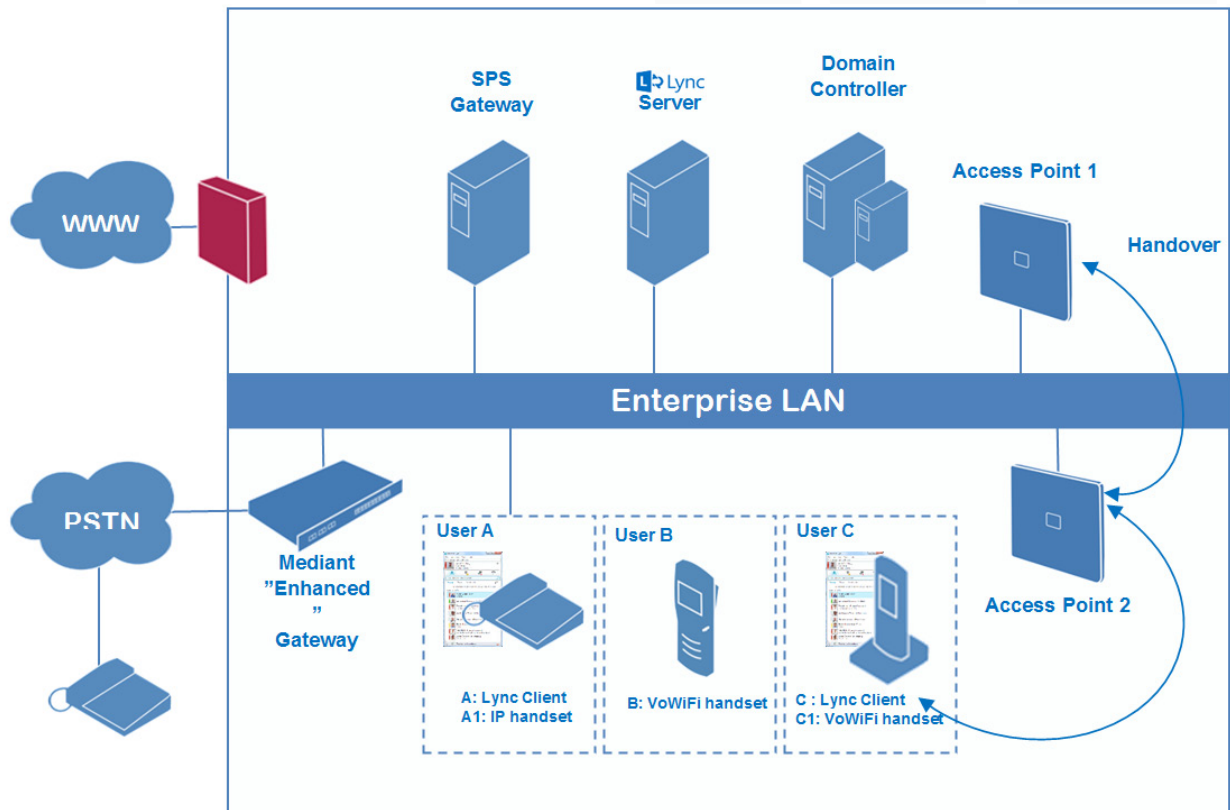 SPS
Gateway
L Lync
Server
Domain
Controller
Access Point 1
WWW
Handover
Enterprise LAN
PSTN
Mediant
”Enhanced
”
Gateway
User A
User B
User C
Access Point 2
A: Lync Client
A1: IP handset
B: VoWiFi handset
C : Lync Client
C1: VoWiFi handset